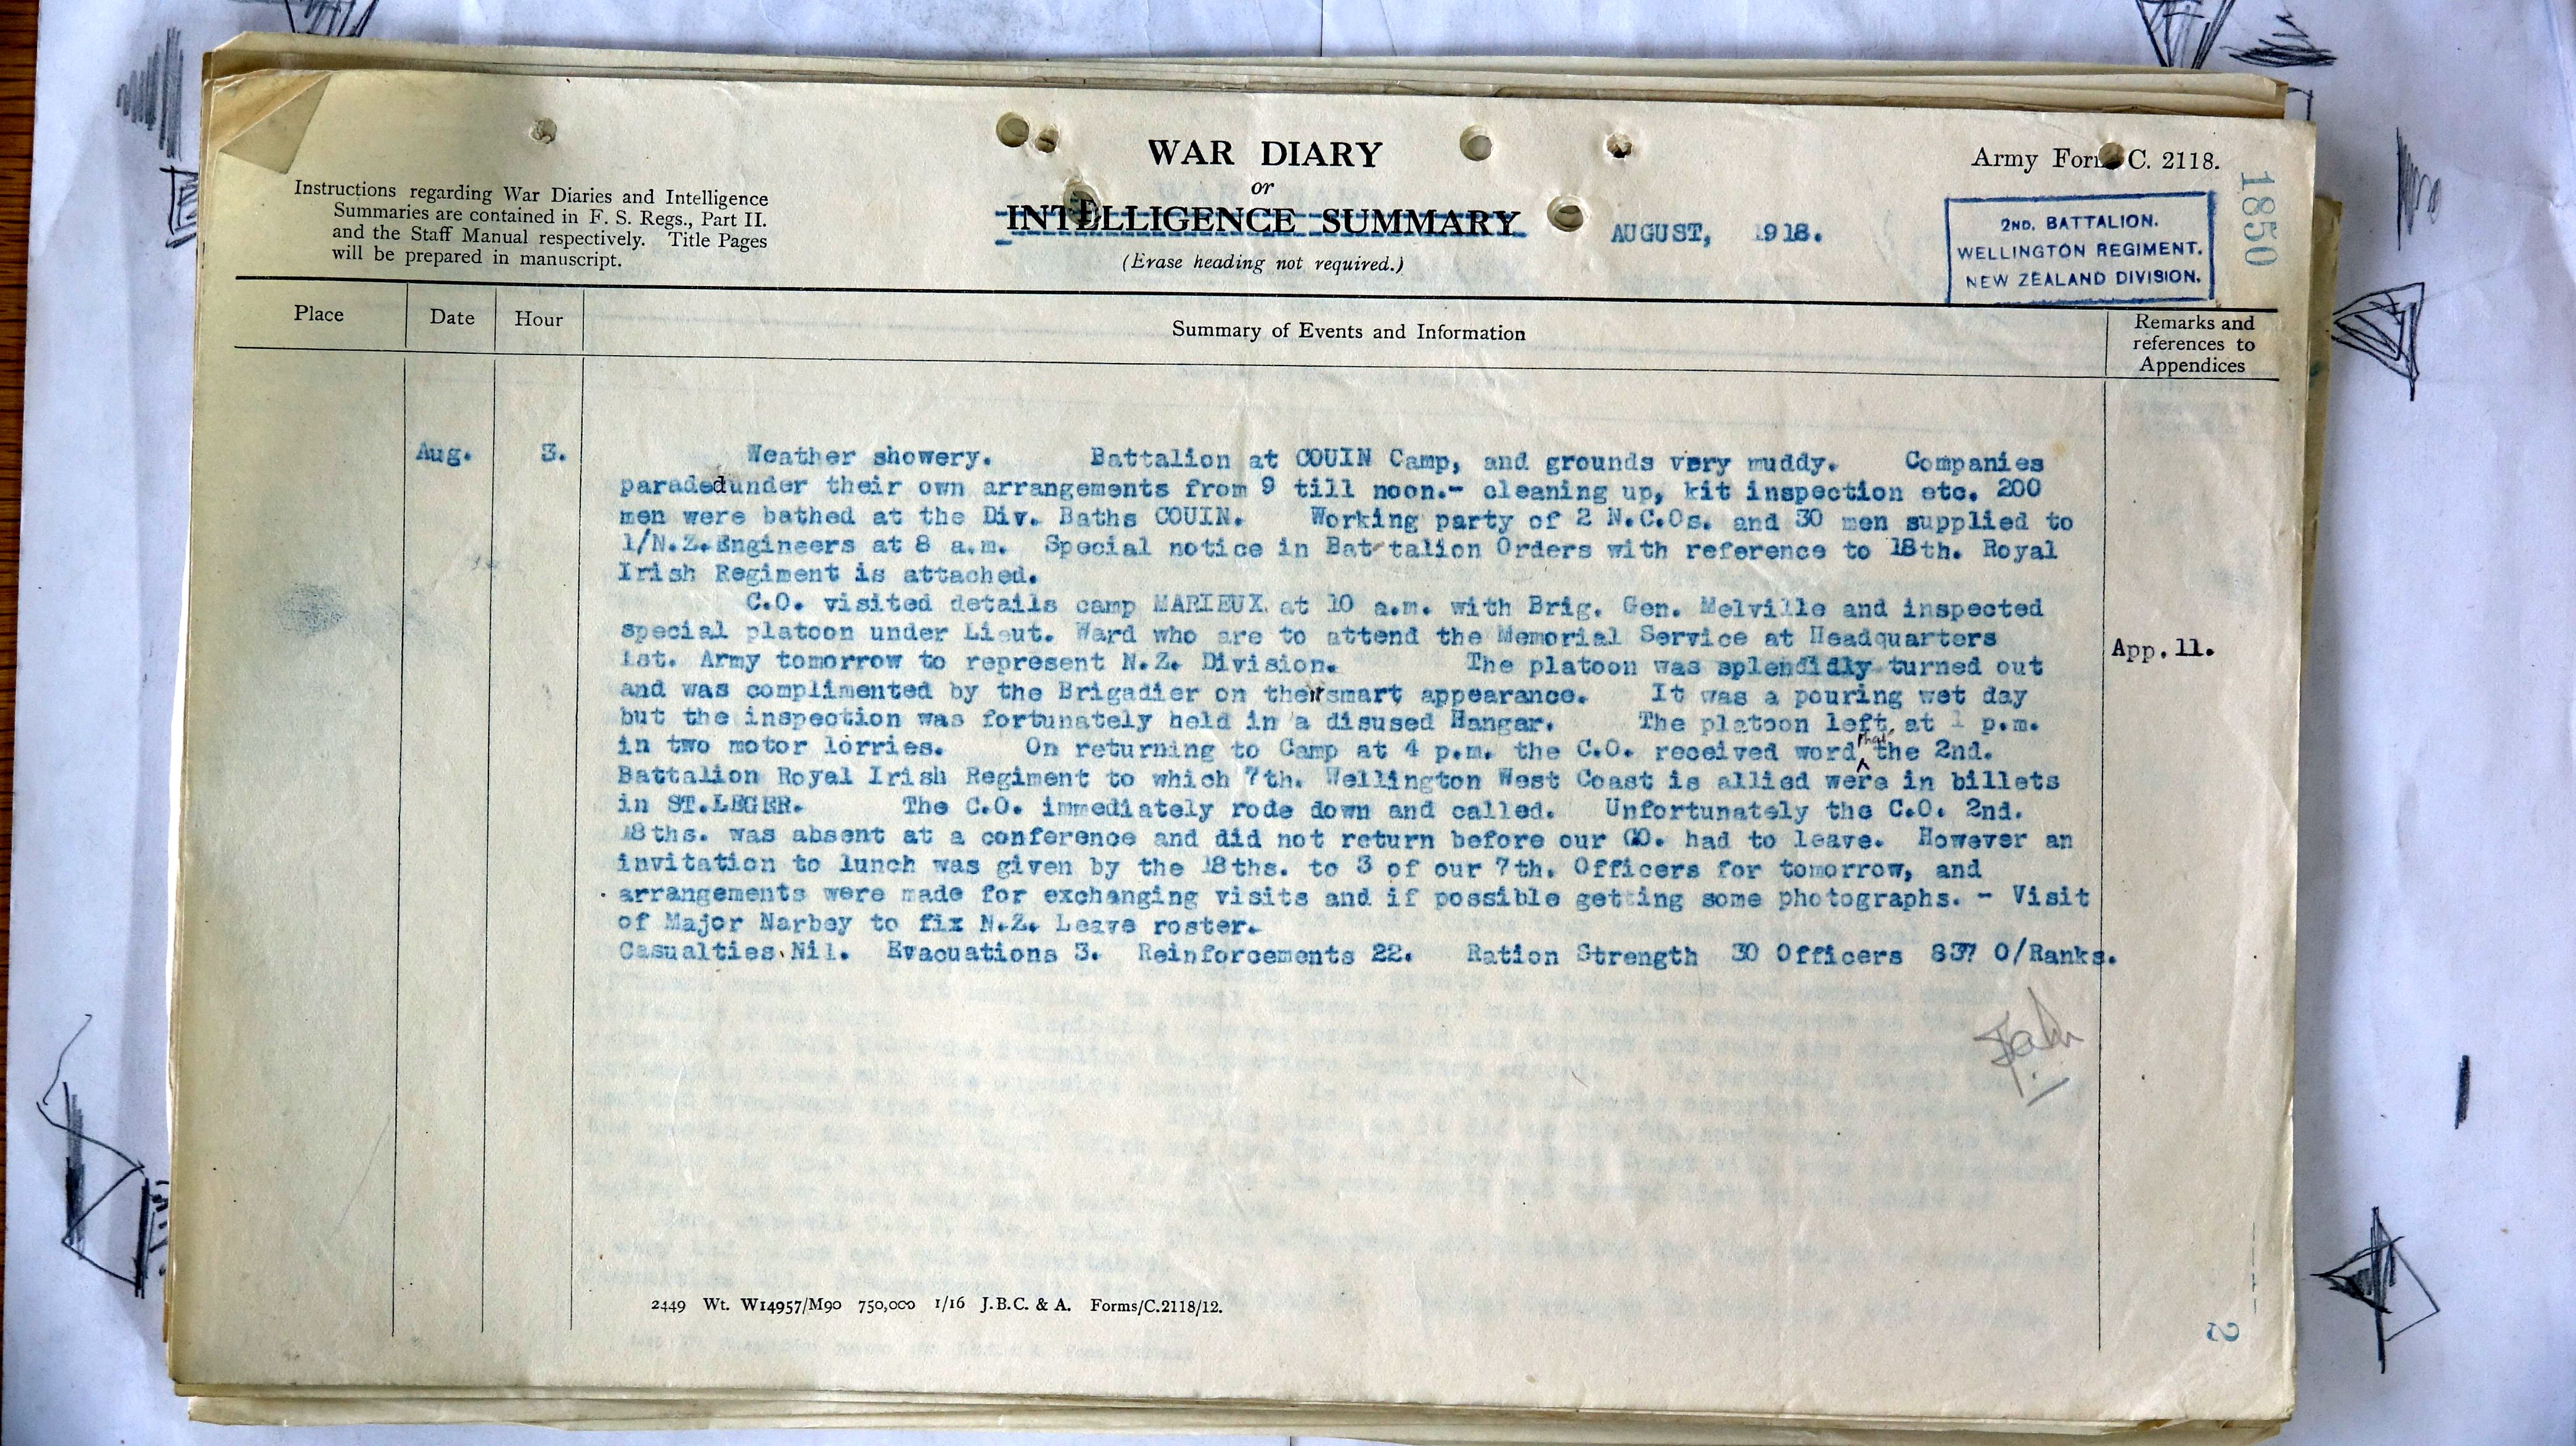 WAR DIARY
or
INTELLIGENCE SUMMARY
(Erase heading not required.)
Instructions regarding War Diaries and Intelligence
Summaries are contained in F. S. Regs., Part II.
and the Staff Manual respectively. Title Pages
will be prepared in manuscript.
AUGUST, 1918.
Army Form C. 2118.
2ND. BATTALION.
WELLINGTON REGIMENT.
NEW ZEALAND DIVISION.
1850
Place
Date
Hour
Summary of Events and Information
Remarks and
references to
Appendices
Aug. 3.
Weather showery. Battalion at COUIN Camp, and grounds very muddy. Companies
paraded under their own arrangements from 9 till noon.- cleaning up, kit inspection etc. 200
men were bathed at the Div. Baths COUIN. Working party of 2 N.C.Os. and 30 men supplied to
1/N.Z.Engineers at 8 a.m. Special notice in Bat talion Orders with reference to 18th. Royal
Irish Regiment is attached.
C.O. visited details camp MARIEUX at 10 a.m. with Brig. Gen. Melville and inspected
special platoon under Lieut. Ward who are to attend the Memorial Service at Headquarters
1st. Army tomorrow to represent N.Z. Division. The platoon was splendidly turned out
and was complimented by the Brigadier on their smart appearance. It was a pouring wet day
but the inspection was fortunately held in a disused Hangar. The platoon left at 1 p.m.
in two motor lorries. On returning to Camp at 4 p.m. the C.O. received word that the 2nd.
Battalion Royal Irish Regiment to which 7th. Wellington West Coast is allied were in billets
in ST.LEGER. The C.O. immediately rode down and called. Unfortunately the C.O. 2nd.
18ths. was absent at a conference and did not return before our CO. had to leave. However an
invitation to lunch was given by the 18ths. to 3 of our 7th. Officers for tomorrow, and
arrangements were made for exchanging visits and if possible getting some photographs. - Visit
of Major Narbey to fix N.Z. Leave roster.
Casualties Nil. Evacuations 3. Reinforcements 22. Ration Strength 30 Officers 837 O/Ranks.
App.11.
2449 Wt. W14957/M90 750,000 1/16 J.B.C. & A. Forms/C.2118/12.
2